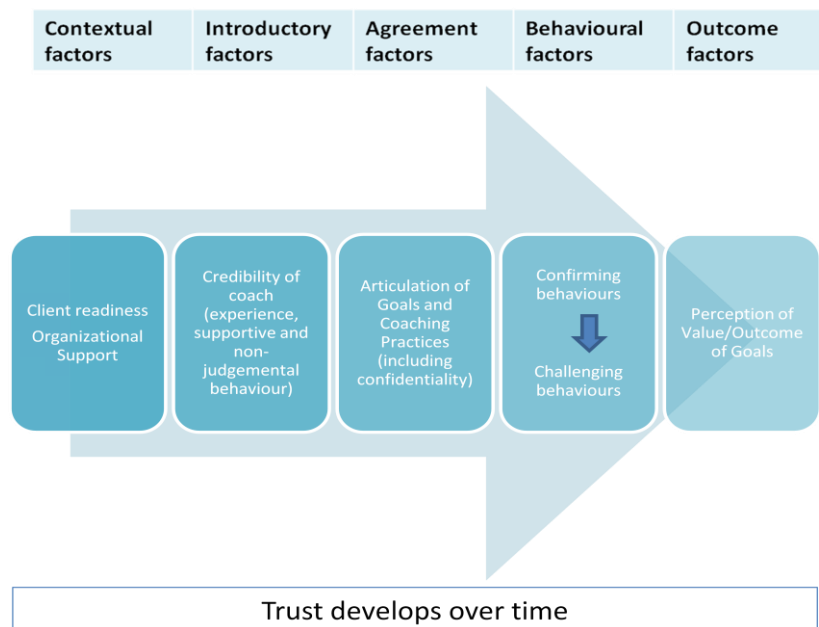 Contextual
factors
Introductory
factors
Agreement
factors
Behavioural
factors
Outcome
factors
Client readiness
Organizational
Support
Credibility of
coach
(experience,
supportive and
non-
judgemental
behaviour)
Articulation of
Goals and
Coaching
Practices
(including
confidentiality)
Confirming
behaviours
Challenging
behaviours
Perception of
Value/Outcome
of Goals
Trust develops over time